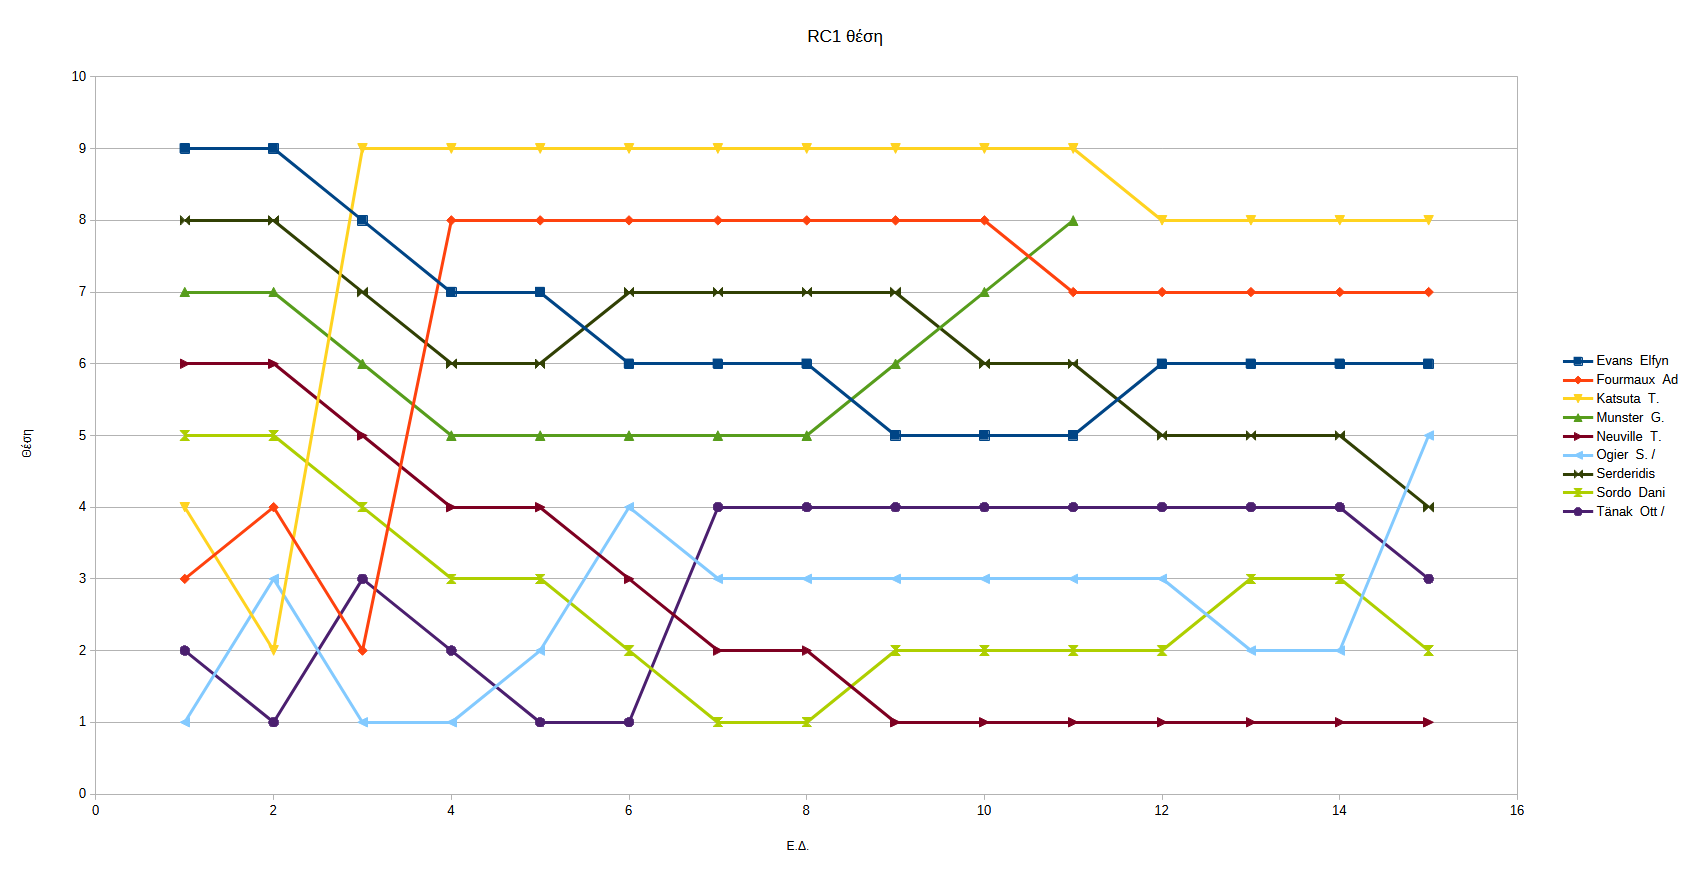 RC1 θέση
10
9
8
7
6
5
4
3
2
1
0
0 2 4 6 8 10 12 14 16
Θέση
Ε.Δ.
Evans Elfyn
Fourmaux Ad
Katsuta T.
Munster G.
Neuville T.
Ogier S. /
Serderidis
Sordo Dani
Tänak Ott /